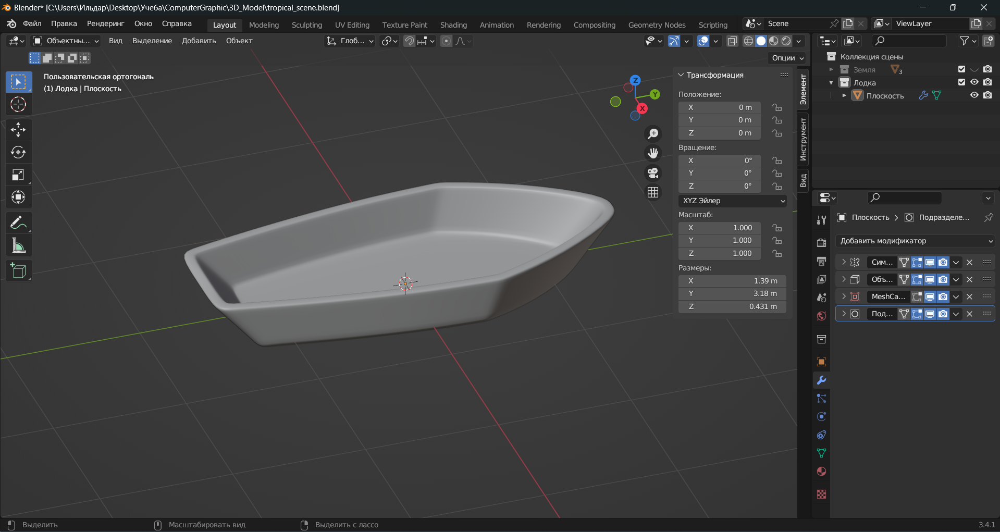 Blender* [C:\Users\Ильдар\Desktop\Учеба\ComputerGraphic\3D_Model\tropical_scene.blend]
Файл Правка Рендеринг Окно Справка Layout Modeling Sculpting UV Editing Texture Paint Shading Animation Rendering Compositing Geometry Nodes Scripting Scene ViewLayer
Объектны... Вид Выделение Добавить Объект Глоб...
Опции
Пользовательская ортогональ
(1) Лодка | Плоскость
Z
Y
X
Трансформация
Положение:
X 0 m
Y 0 m
Z 0 m
Вращение:
X 0°
Y 0°
Z 0°
XYZ Эйлер
Масштаб:
X 1.000
Y 1.000
Z 1.000
Размеры:
X 1.39 m
Y 3.18 m
Z 0.431 m
Элемент
Инструмент
Вид
Коллекция сцены
Земля 3
Лодка
Плоскость
Плоскость Подразделе...
Добавить модификатор
Сим...
Объ...
MeshCa...
Под...
Выделить Масштабировать вид Выделить с лассо 3.4.1